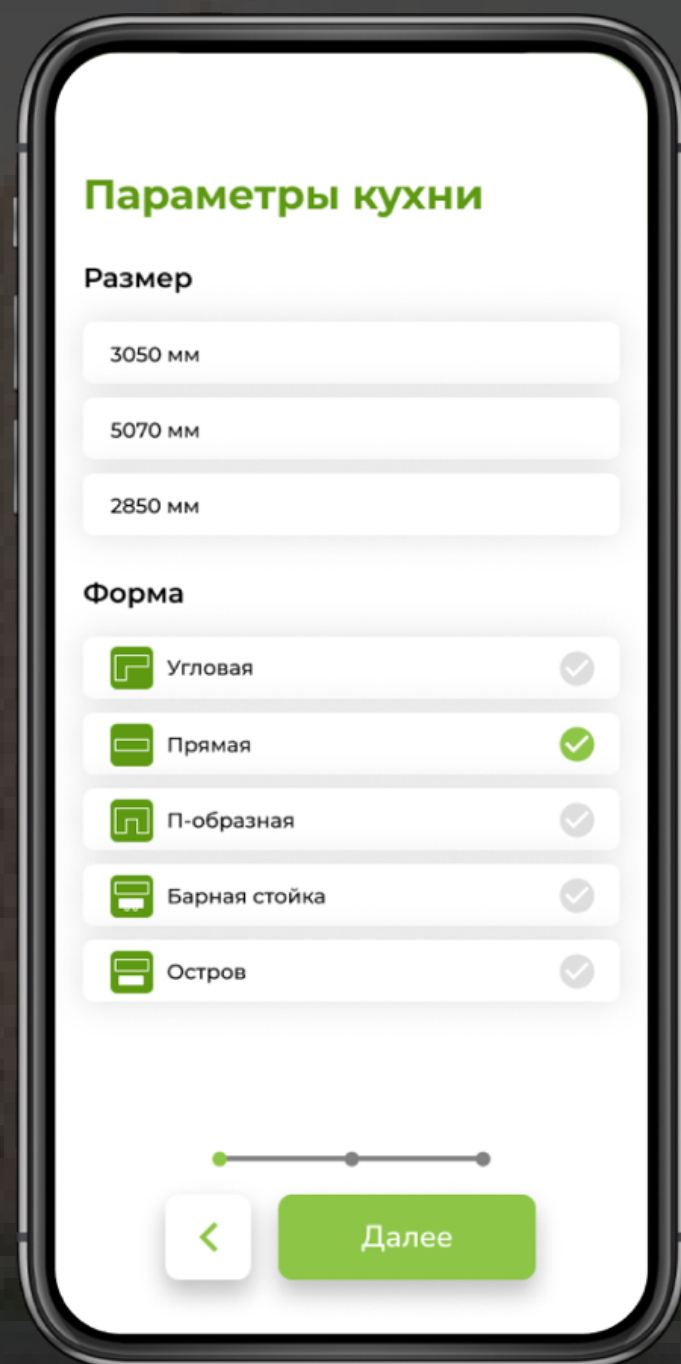 Параметры кухни
Размер
3050 мм
5070 мм
2850 мм
Форма
Угловая
Прямая
П-образная
Барная стойка
Остров
Далее